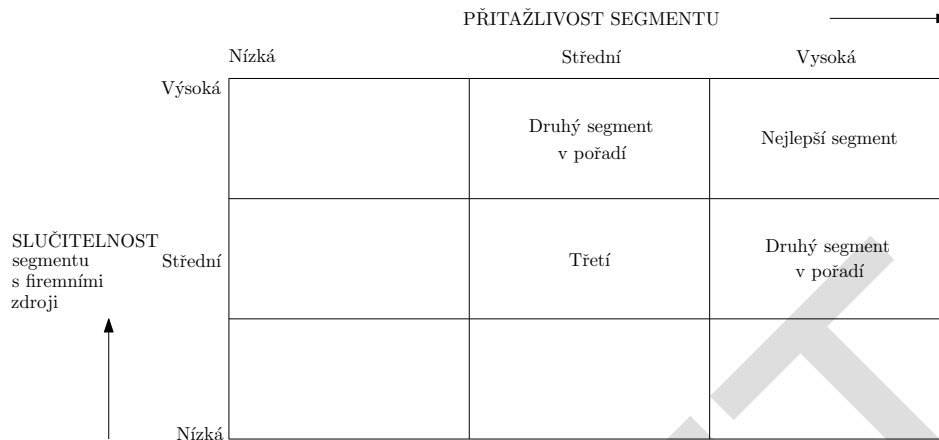 PŘITAŽLIVOST SEGMENTU
Nízká Střední Vysoká
Výsoká
Druhý segment
v pořadí
Nejlepší segment
SLUČITELNOST
segmentu
s firemními
zdroji
Střední
Třetí
Druhý segment
v pořadí
Nízká